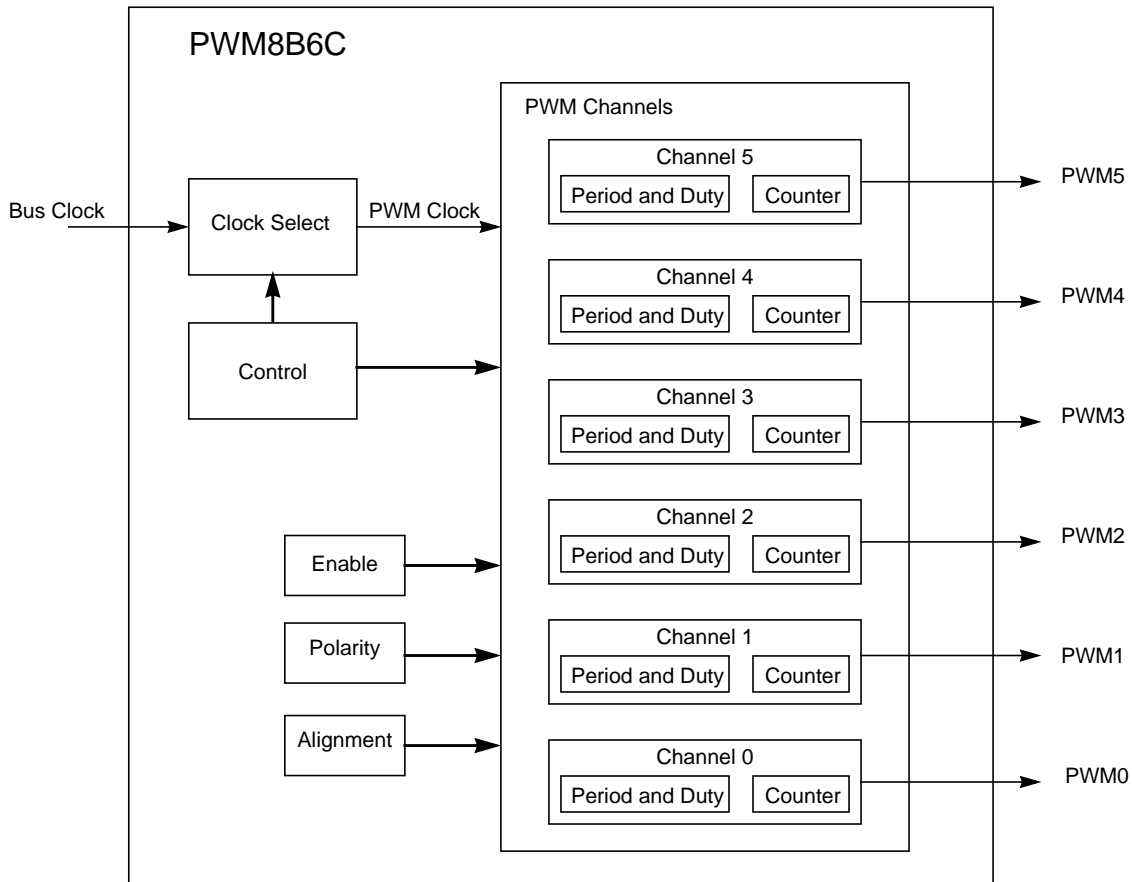 PWM8B6C
PWM Channels
Channel 5
Period and Duty Counter
PWM5
Bus Clock
Clock Select
PWM Clock
Channel 4
Period and Duty Counter
PWM4
Control
Channel 3
Period and Duty Counter
PWM3
Channel 2
Period and Duty Counter
PWM2
Enable
Channel 1
Period and Duty Counter
PWM1
Polarity
Alignment
Channel 0
Period and Duty Counter
PWM0